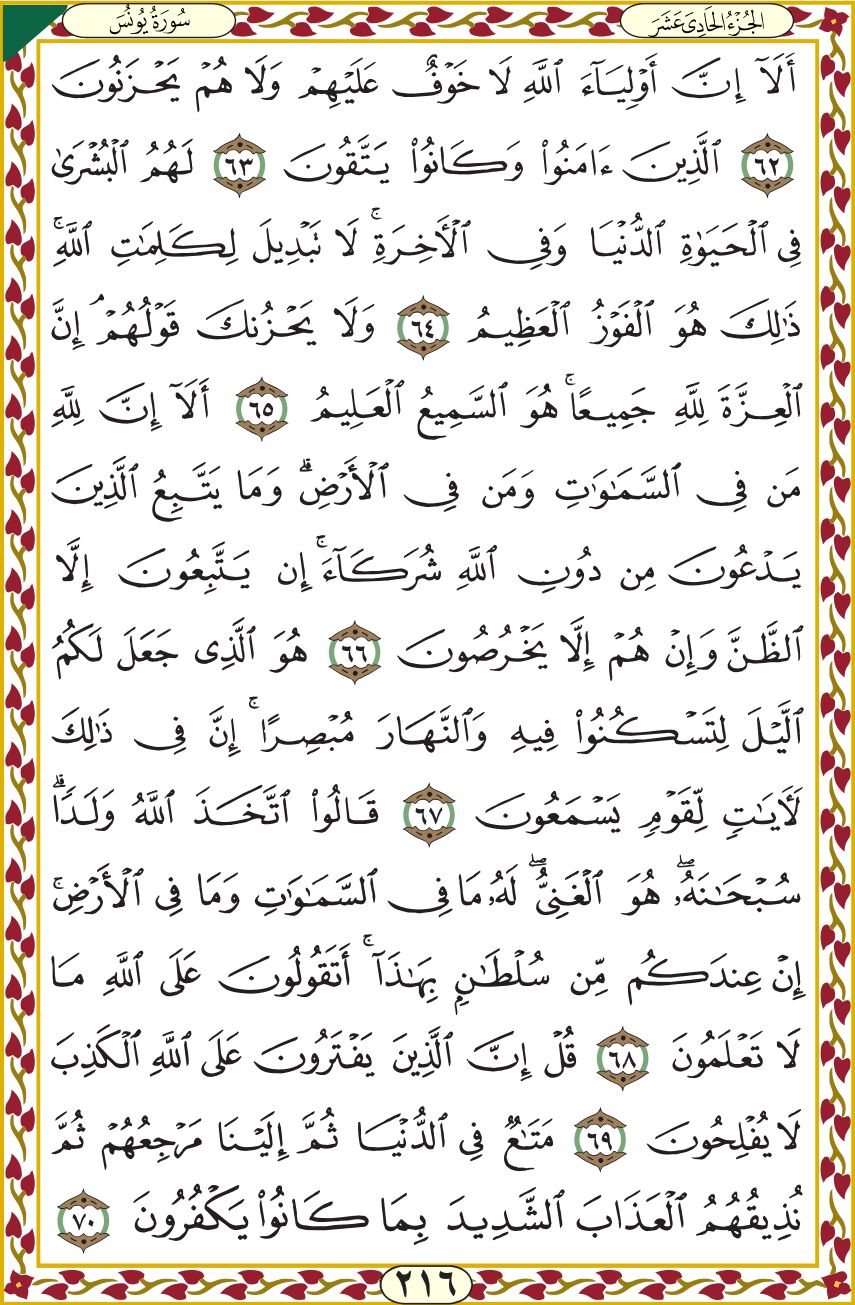 الجُزْءُ الحَادِىَ عَشَرَ
سُورَةُ يُونُسَ
أَلَآ إِنَّ أَوْلِيَآءَ ٱللَّهِ لَا خَوْفٌ عَلَيْهِمْ وَلَا هُمْ يَحْزَنُونَ
٦٢ ٱلَّذِينَ ءَامَنُوا۟ وَكَانُوا۟ يَتَّقُونَ ٦٣ لَهُمُ ٱلْبُشْرَىٰ
فِى ٱلْحَيَوٰةِ ٱلدُّنْيَا وَفِى ٱلْأَخِرَةِ ۚ لَا تَبْدِيلَ لِكَلِمَـٰتِ ٱللَّهِ ۚ
ذَٰلِكَ هُوَ ٱلْفَوْزُ ٱلْعَظِيمُ ٦٤ وَلَا يَحْزُنكَ قَوْلُهُمْ ۘ إِنَّ
ٱلْعِزَّةَ لِلَّهِ جَمِيعًا ۚ هُوَ ٱلسَّمِيعُ ٱلْعَلِيمُ ٦٥ أَلَآ إِنَّ لِلَّهِ
مَن فِى ٱلسَّمَـٰوَٰتِ وَمَن فِى ٱلْأَرْضِ ۗ وَمَا يَتَّبِعُ ٱلَّذِينَ
يَدْعُونَ مِن دُونِ ٱللَّهِ شُرَكَآءَ ۚ إِن يَتَّبِعُونَ إِلَّا
ٱلظَّنَّ وَإِنْ هُمْ إِلَّا يَخْرُصُونَ ٦٦ هُوَ ٱلَّذِى جَعَلَ لَكُمُ
ٱلَّيْلَ لِتَسْكُنُوا۟ فِيهِ وَٱلنَّهَارَ مُبْصِرًا ۚ إِنَّ فِى ذَٰلِكَ
لَـَٔايَـٰتٍ لِّقَوْمٍ يَسْمَعُونَ ٦٧ قَالُوا۟ ٱتَّخَذَ ٱللَّهُ وَلَدًا ۗ
سُبْحَـٰنَهُۥ ۖ هُوَ ٱلْغَنِىُّ ۖ لَهُۥ مَا فِى ٱلسَّمَـٰوَٰتِ وَمَا فِى ٱلْأَرْضِ ۚ
إِنْ عِندَكُم مِّن سُلْطَـٰنٍۭ بِهَـٰذَآ ۚ أَتَقُولُونَ عَلَى ٱللَّهِ مَا
لَا تَعْلَمُونَ ٦٨ قُلْ إِنَّ ٱلَّذِينَ يَفْتَرُونَ عَلَى ٱللَّهِ ٱلْكَذِبَ
لَا يُفْلِحُونَ ٦٩ مَتَـٰعٌ فِى ٱلدُّنْيَا ثُمَّ إِلَيْنَا مَرْجِعُهُمْ ثُمَّ
نُذِيقُهُمُ ٱلْعَذَابَ ٱلشَّدِيدَ بِمَا كَانُوا۟ يَكْفُرُونَ ٧٠
٢١٦